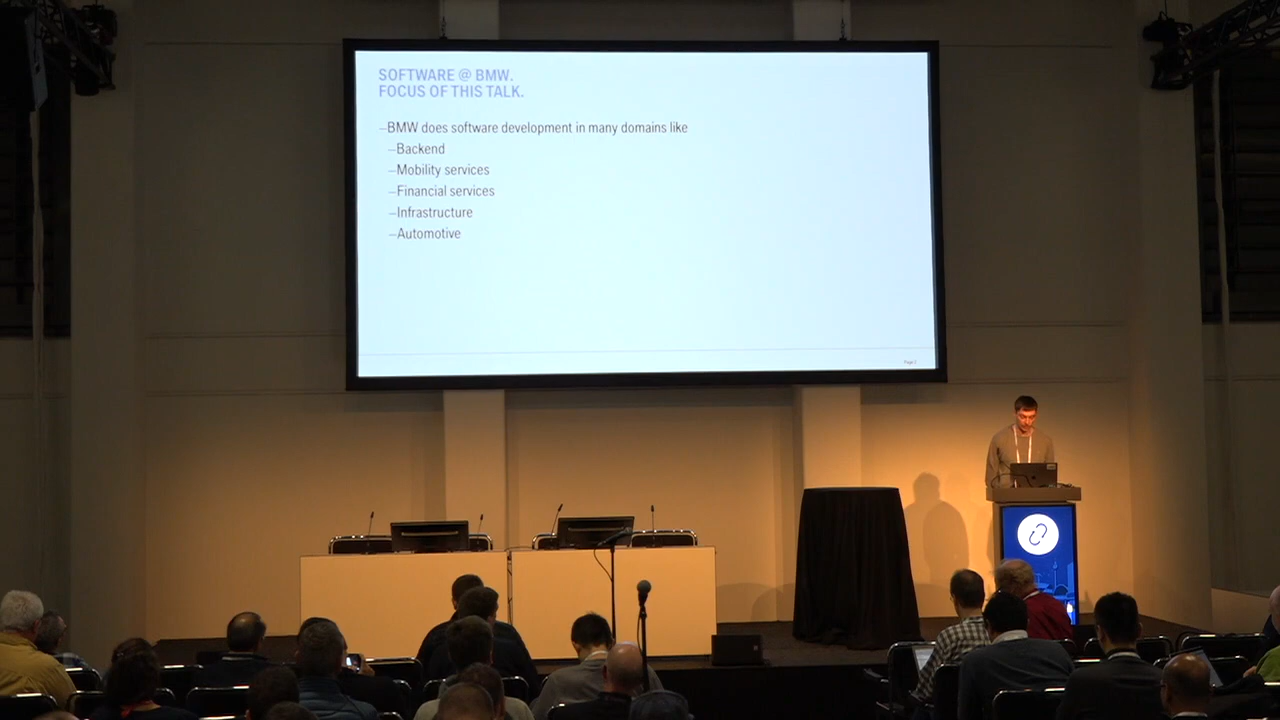 SOFTWARE @ BMW.
FOCUS OF THIS TALK.
–BMW does software development in many domains like
–Backend
–Mobility services
–Financial services
–Infrastructure
–Automotive